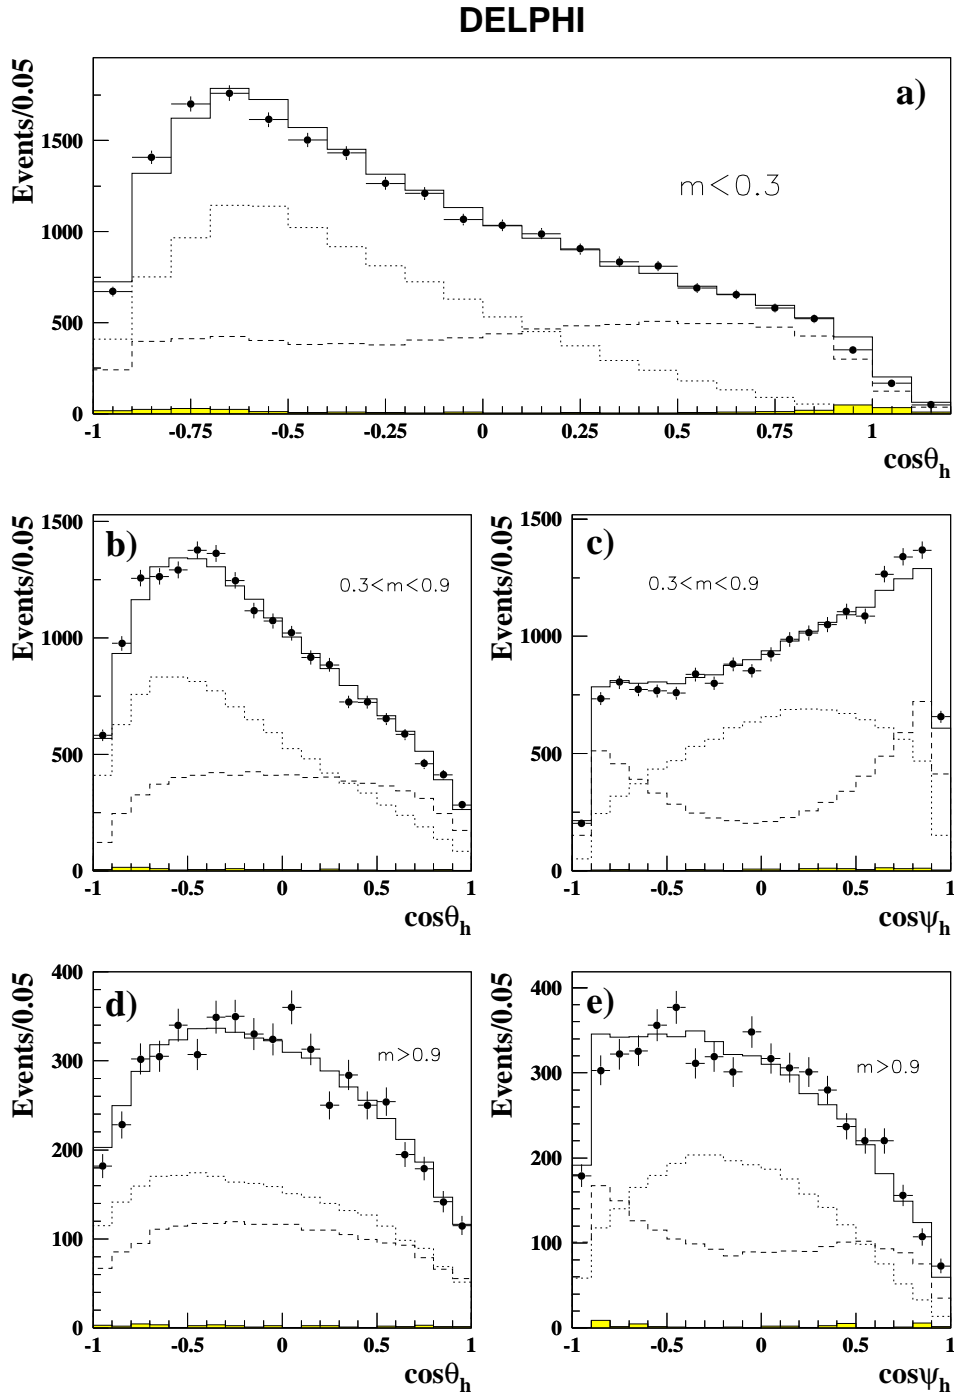 DELPHI
Events/0.05
a)
m<0.3
1500
1000
500
0
-1 -0.75 -0.5 -0.25 0 0.25 0.5 0.75 1
cosθh
Events/0.05
b)
0.3<m<0.9
1500
1000
500
0
-1 -0.5 0 0.5 1
cosθh
Events/0.05
c)
0.3<m<0.9
1500
1000
500
0
-1 -0.5 0 0.5 1
cosψh
Events/0.05
d)
m>0.9
400
300
200
100
0
-1 -0.5 0 0.5 1
cosθh
Events/0.05
e)
m>0.9
400
300
200
100
0
-1 -0.5 0 0.5 1
cosψh